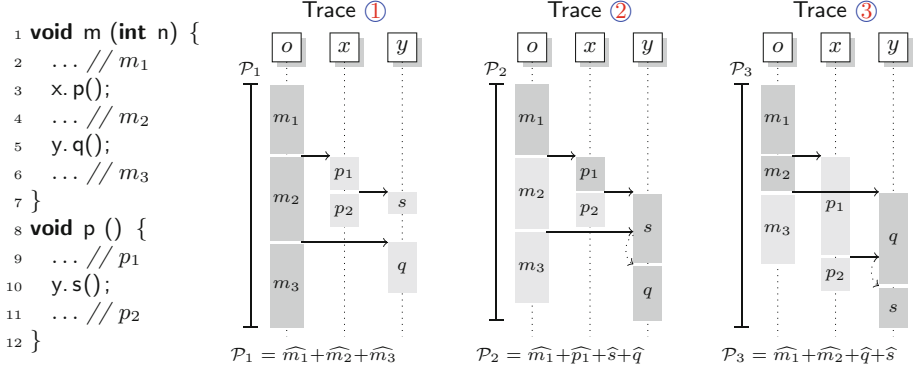 1 void m (int n) {
2 ... // m₁
3 x.p();
4 ... // m₂
5 y.q();
6 ... // m₃
7 }
8 void p () {
9 ... // p₁
10 y.s();
11 ... // p₂
12 }
Trace ①
o x y
𝒫₁
m₁
p₁
m₂ p₂ s
m₃ q
𝒫₁ = m̂₁+m̂₂+m̂₃
Trace ②
o x y
𝒫₂
m₁
p₁
m₂ p₂ s
m₃ q
𝒫₂ = m̂₁+p̂₁+ŝ+q̂
Trace ③
o x y
𝒫₃
m₁
m₂
p₁
m₃ q
p₂
s
𝒫₃ = m̂₁+m̂₂+q̂+ŝ